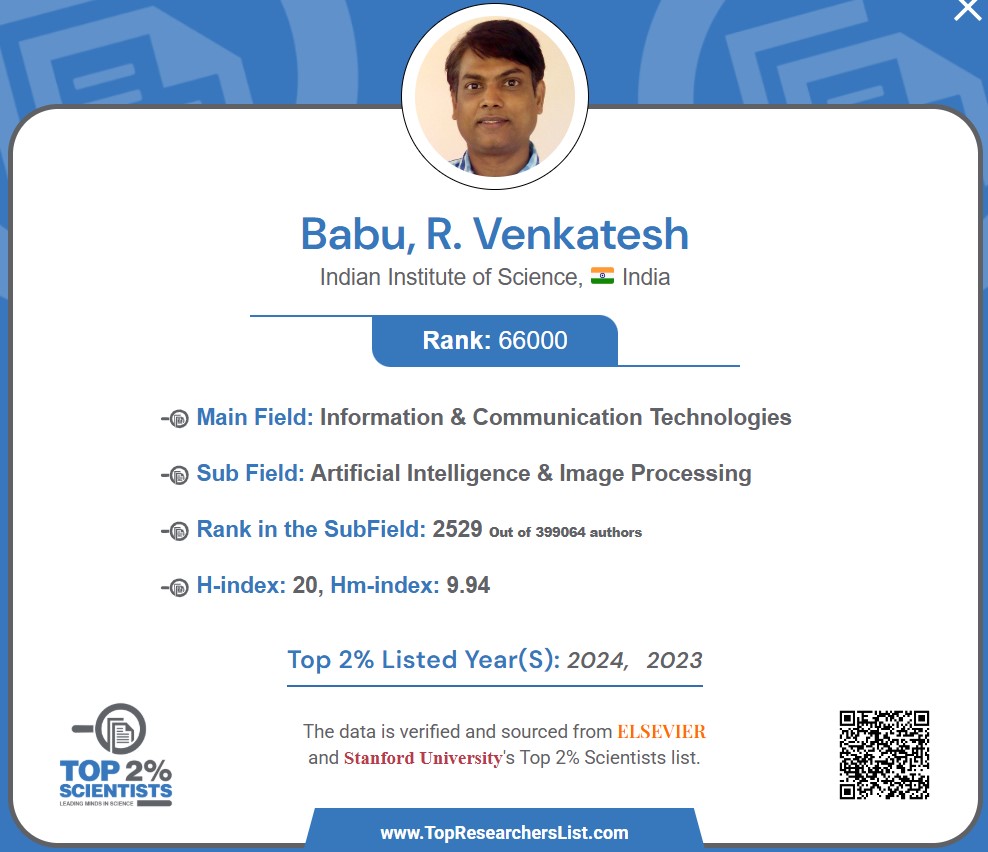 Babu, R. Venkatesh
Indian Institute of Science, India
Rank: 66000
Main Field: Information & Communication Technologies
Sub Field: Artificial Intelligence & Image Processing
Rank in the SubField: 2529 Out of 399064 authors
H-index: 20, Hm-index: 9.94
Top 2% Listed Year(S): 2024, 2023
The data is verified and sourced from ELSEVIER
and Stanford University's Top 2% Scientists list.
TOP 2%
SCIENTISTS
LEADING MINDS IN SCIENCE
www.TopResearchersList.com